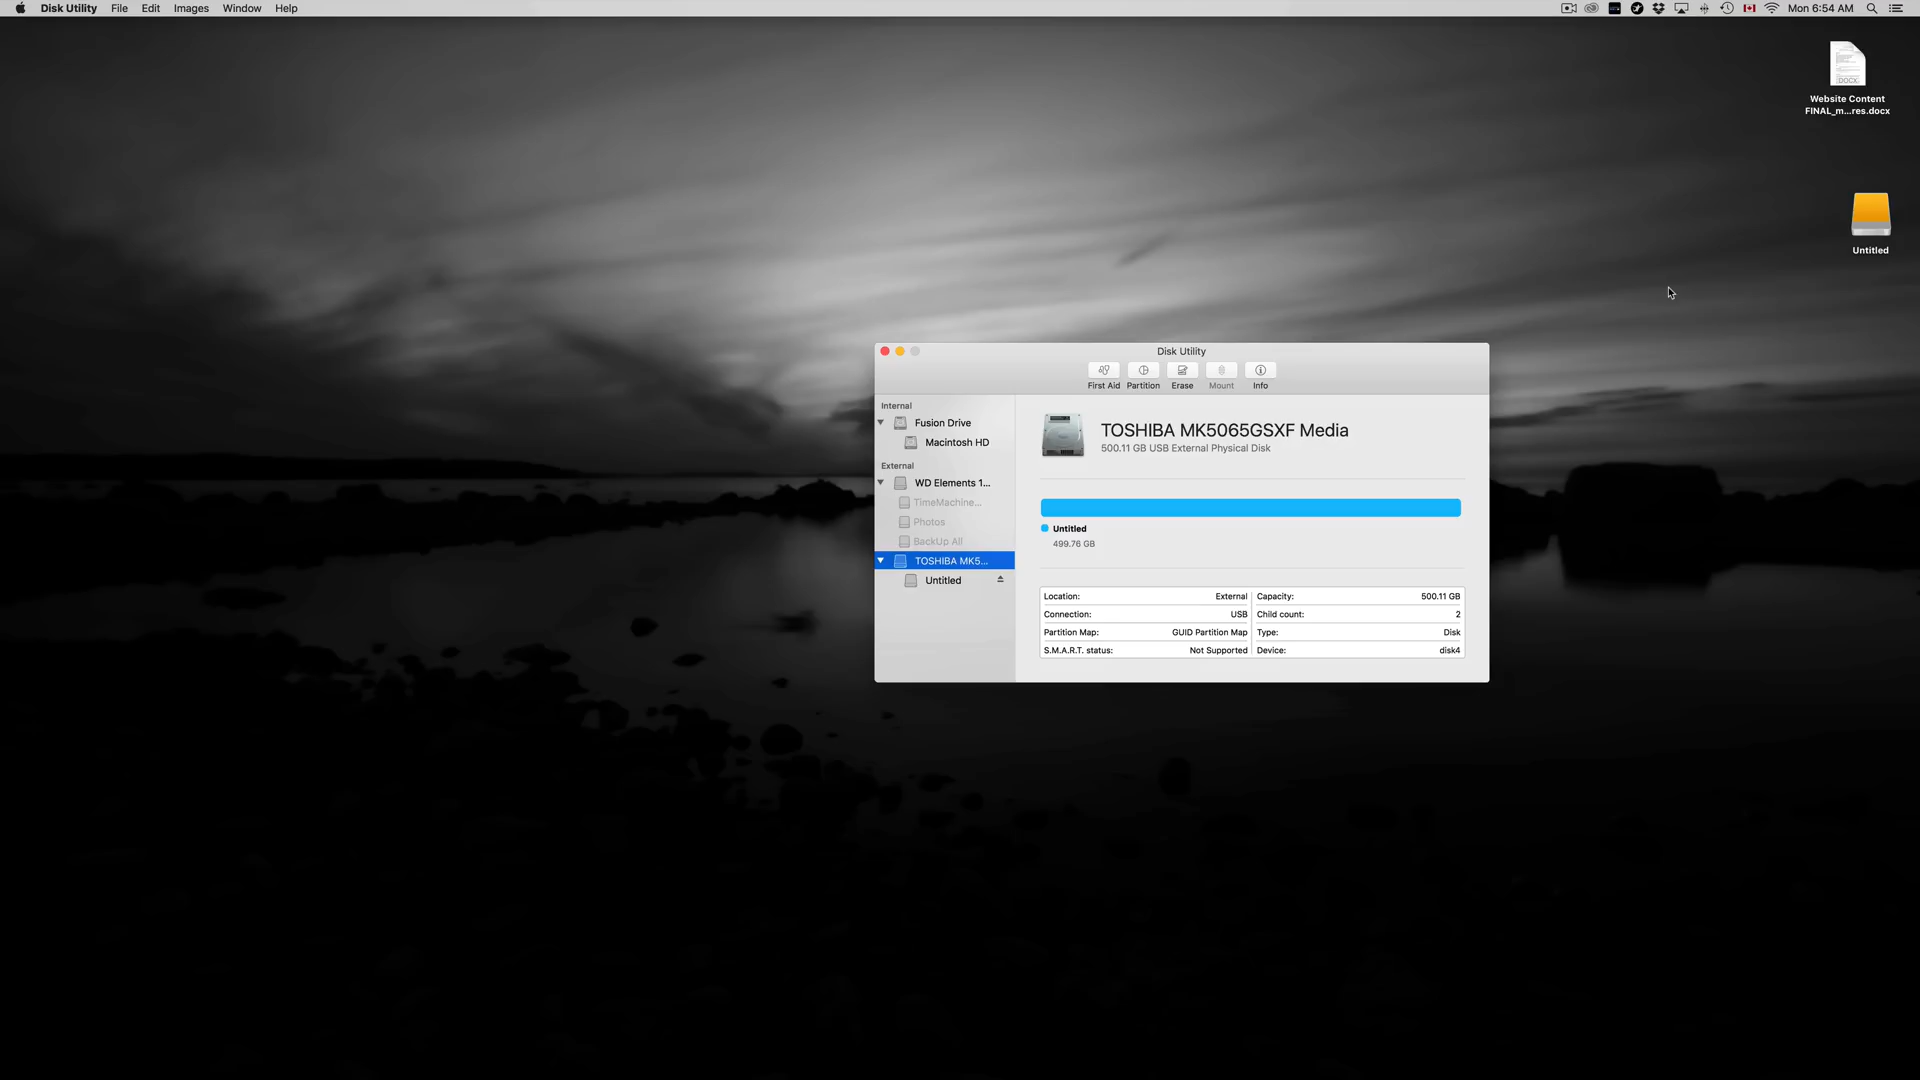 Disk Utility File Edit Images Window Help
Mon 6:54 AM
DOCX
Website Content
FINAL_m...res.docx
Untitled
Disk Utility
First Aid Partition Erase Mount Info
Internal
Fusion Drive
Macintosh HD
External
WD Elements 1...
TimeMachine...
Photos
BackUp All
TOSHIBA MK5...
Untitled
TOSHIBA MK5065GSXF Media
500.11 GB USB External Physical Disk
Untitled
499.76 GB
Location: External Capacity: 500.11 GB
Connection: USB Child count: 2
Partition Map: GUID Partition Map Type: Disk
S.M.A.R.T. status: Not Supported Device: disk4